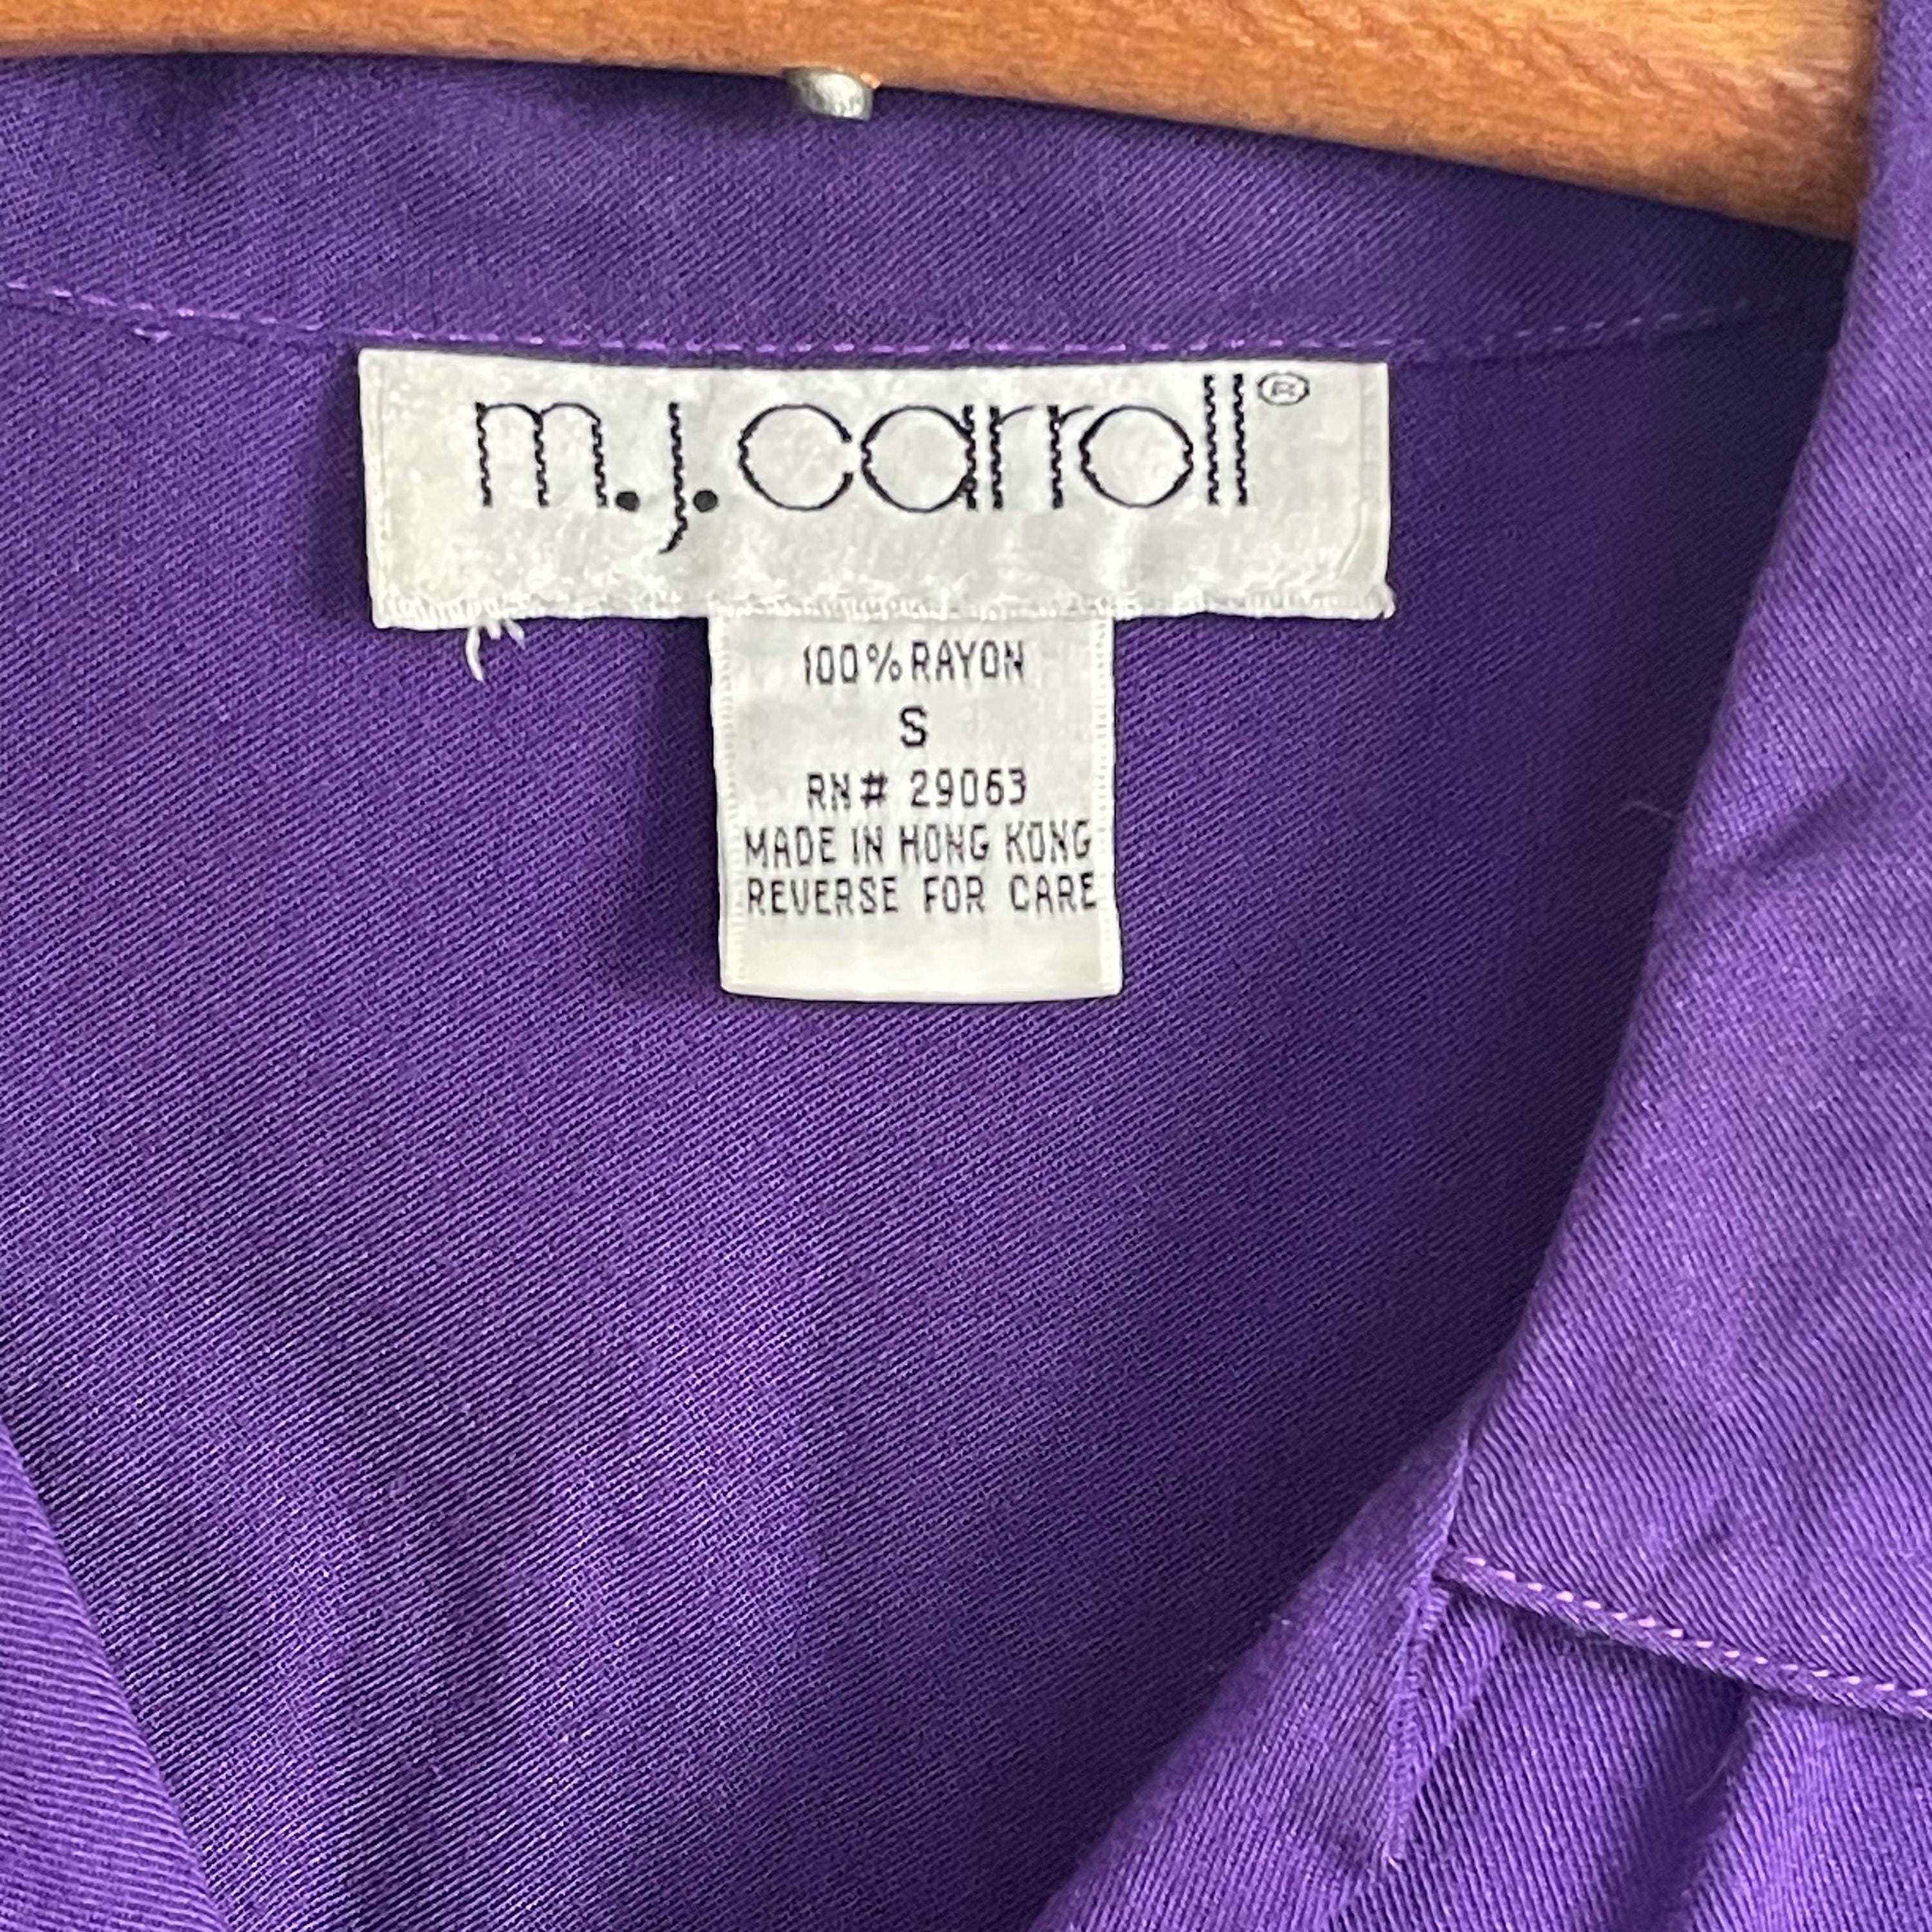 m.j.carroll®
100% RAYON
S
RN# 29063
MADE IN HONG KONG
REVERSE FOR CARE